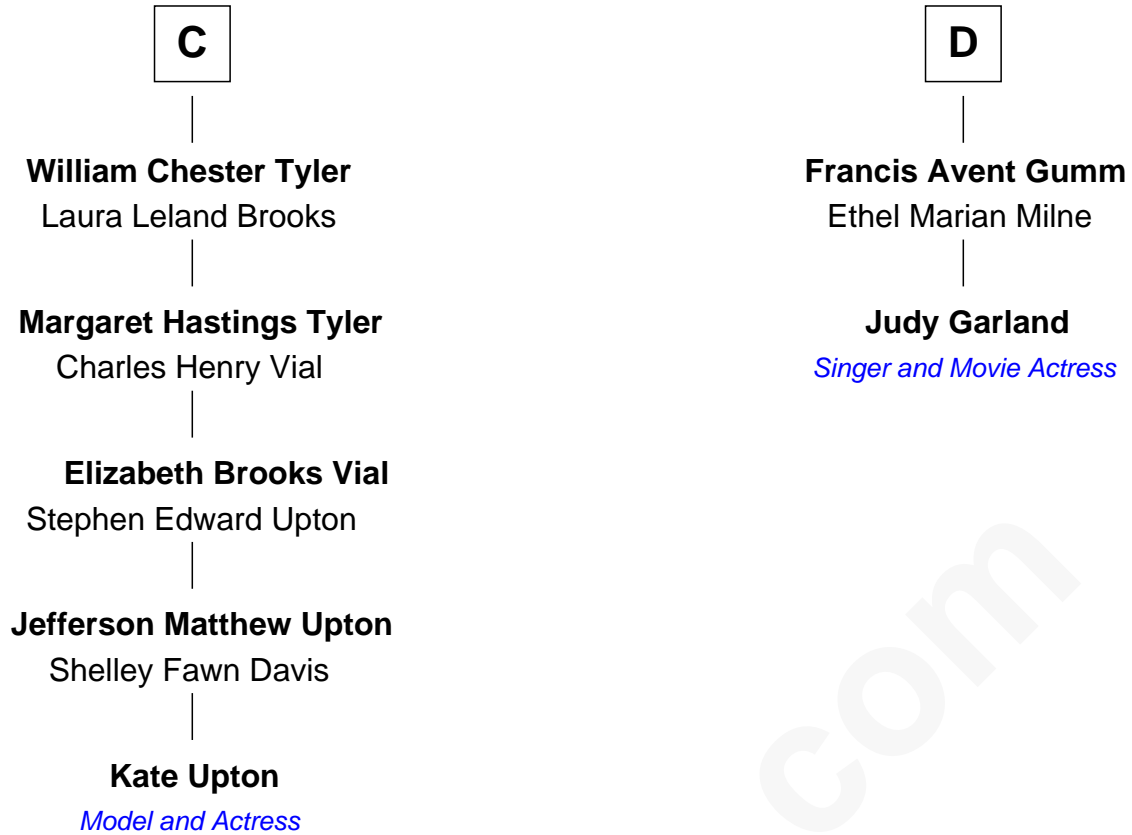 C
William Chester Tyler
Laura Leland Brooks
Margaret Hastings Tyler
Charles Henry Vial
Elizabeth Brooks Vial
Stephen Edward Upton
Jefferson Matthew Upton
Shelley Fawn Davis
Kate Upton
Model and Actress
D
Francis Avent Gumm
Ethel Marian Milne
Judy Garland
Singer and Movie Actress
com